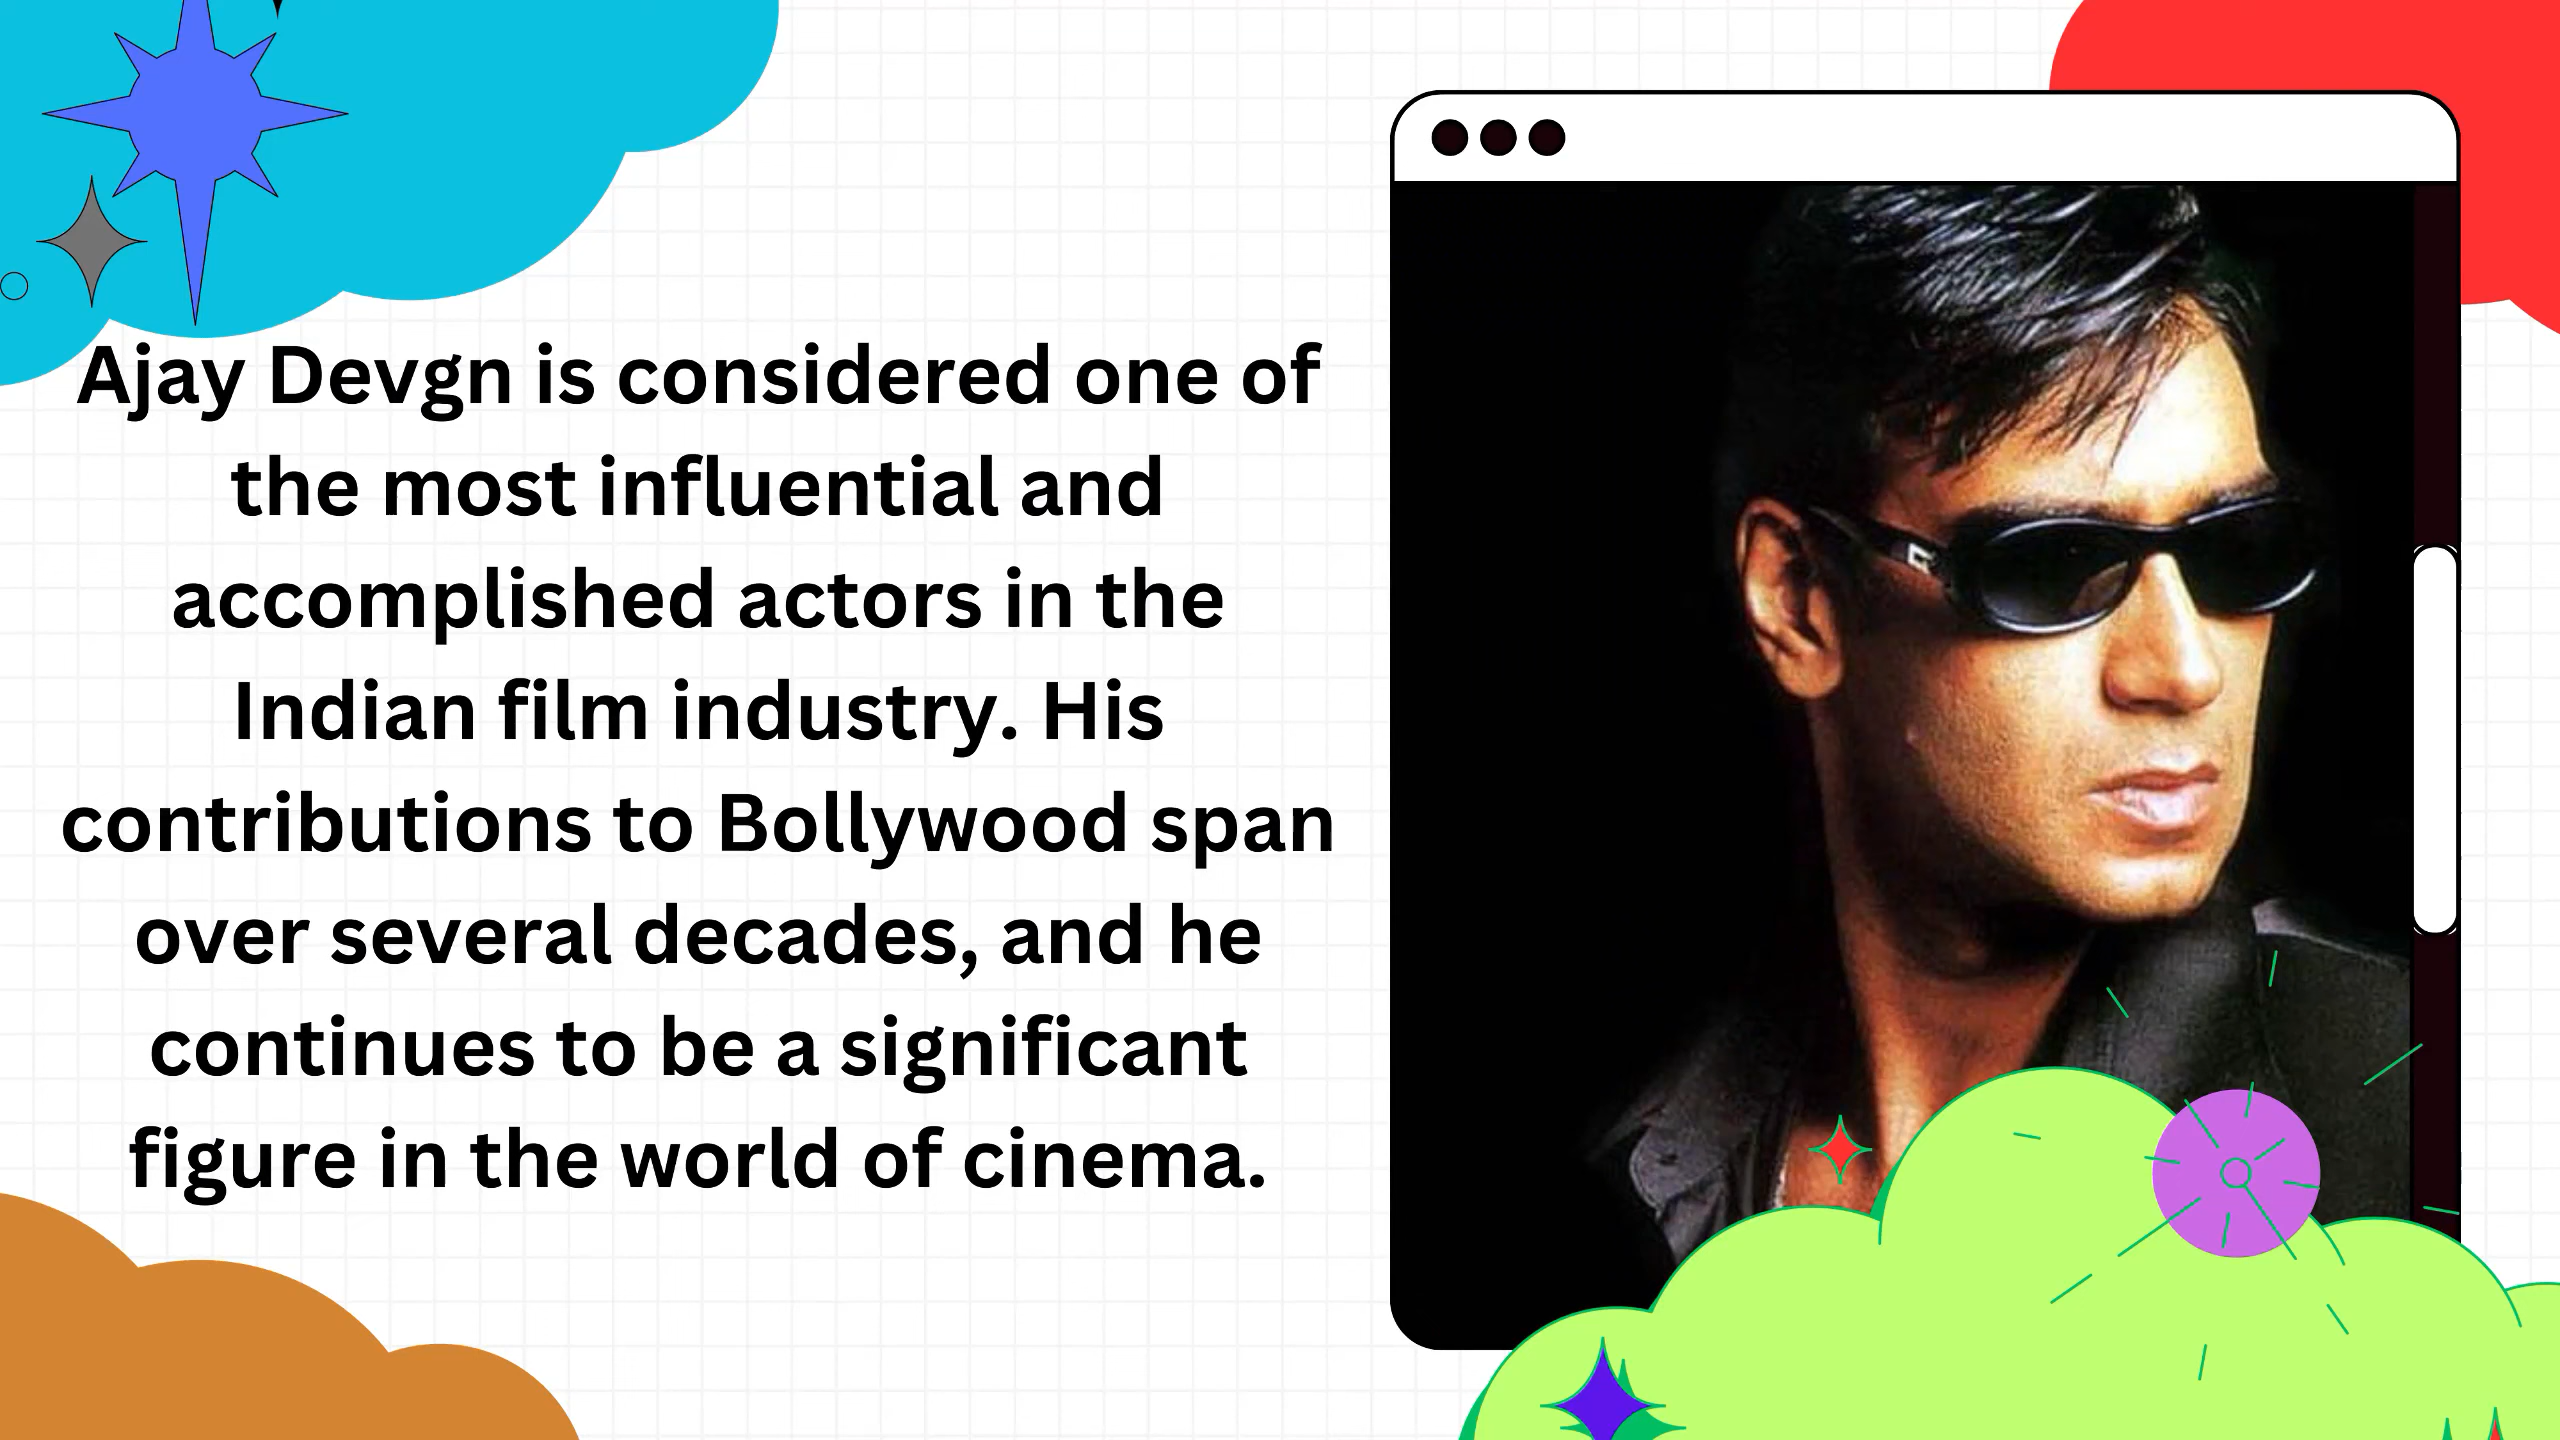 Ajay Devgn is considered one of
the most influential and
accomplished actors in the
Indian film industry. His
contributions to Bollywood span
over several decades, and he
continues to be a significant
figure in the world of cinema.